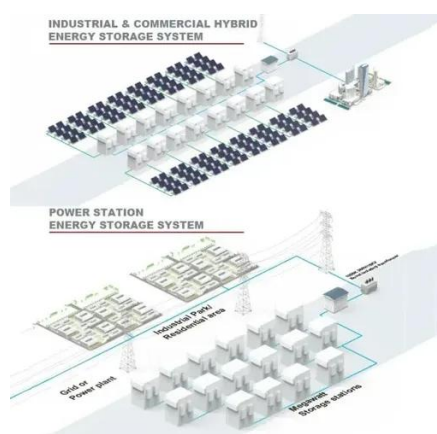 INDUSTRIAL & COMMERCIAL HYBRID
ENERGY STORAGE SYSTEM
POWER STATION
ENERGY STORAGE SYSTEM
Industrial Park/
Residential area
Grid or
Power plant
Megawatt
Storage stations